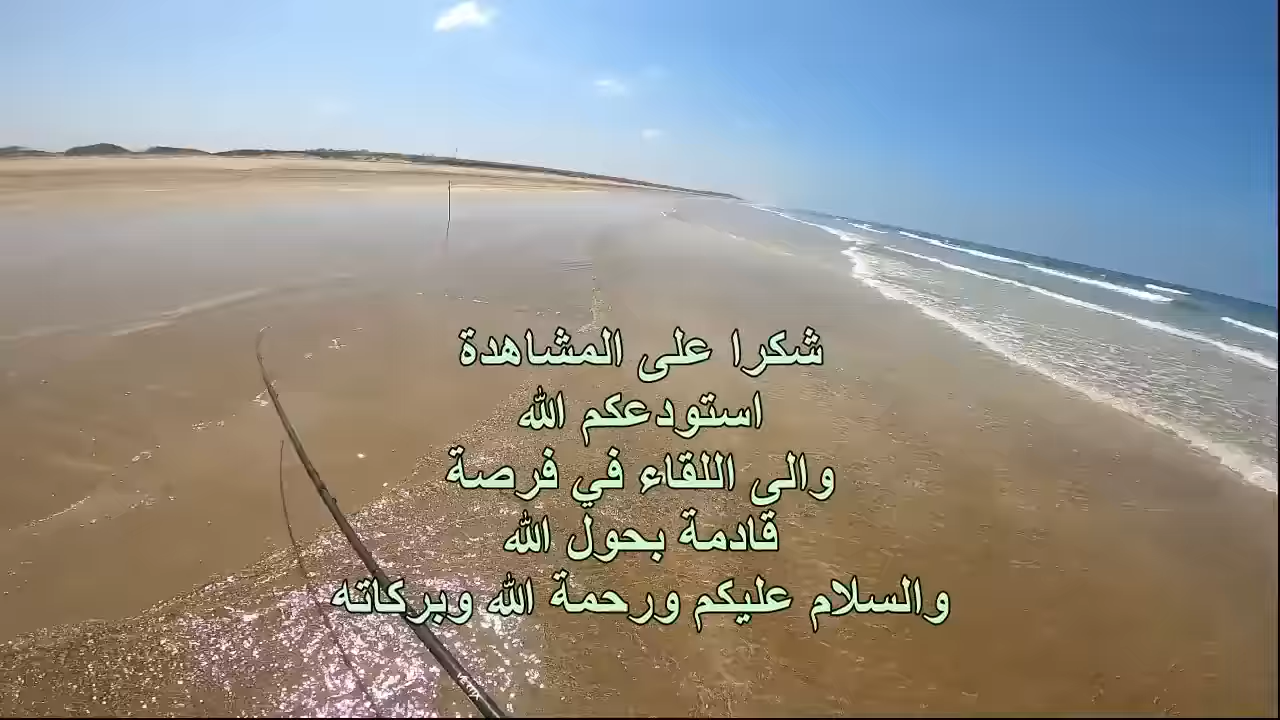 شكرا على المشاهدة
استودعكم الله
والى اللقاء في فرصة
قادمة بحول الله
والسلام عليكم ورحمة الله وبركاته